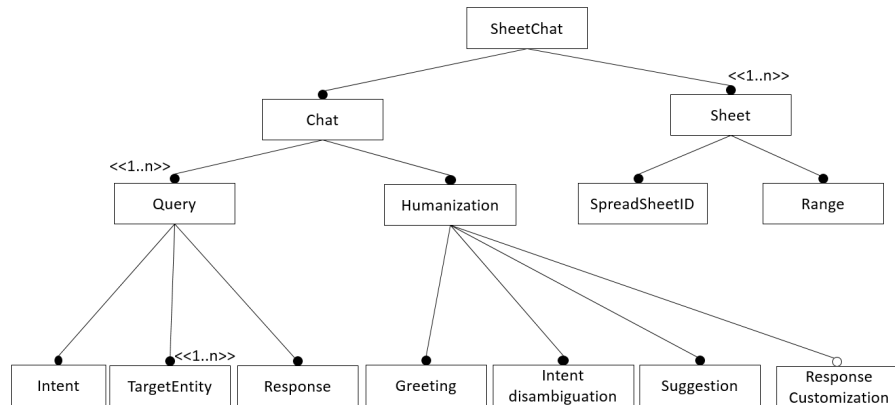 SheetChat
<<1..n>>
Chat
Sheet
<<1..n>>
Query
Humanization
SpreadSheetID
Range
<<1..n>>
Intent
TargetEntity
Response
Greeting
Intent
disambiguation
Suggestion
Response
Customization